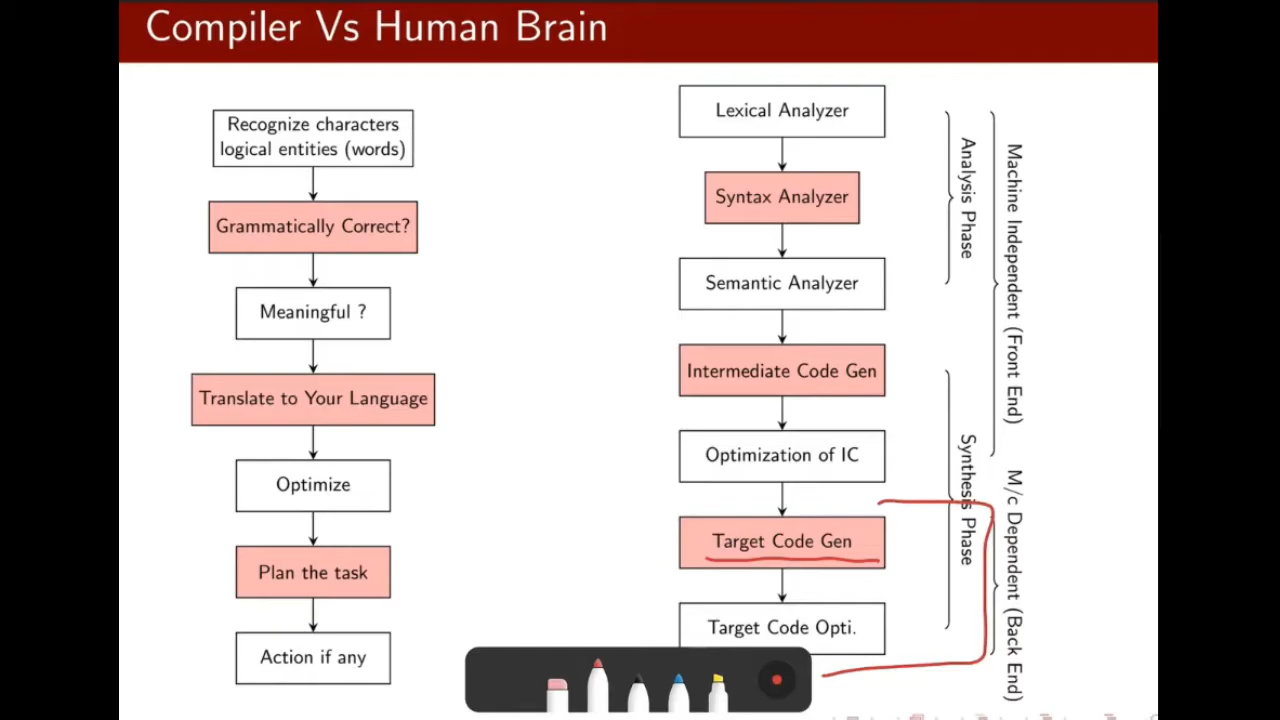 Compiler Vs Human Brain
Recognize characters
logical entities (words)
Grammatically Correct?
Meaningful ?
Translate to Your Language
Optimize
Plan the task
Action if any
Lexical Analyzer
Syntax Analyzer
Semantic Analyzer
Intermediate Code Gen
Optimization of IC
Target Code Gen
Target Code Opti.
Analysis Phase
Synthesis Phase
Machine Independent (Front End)
M/c Dependent (Back End)